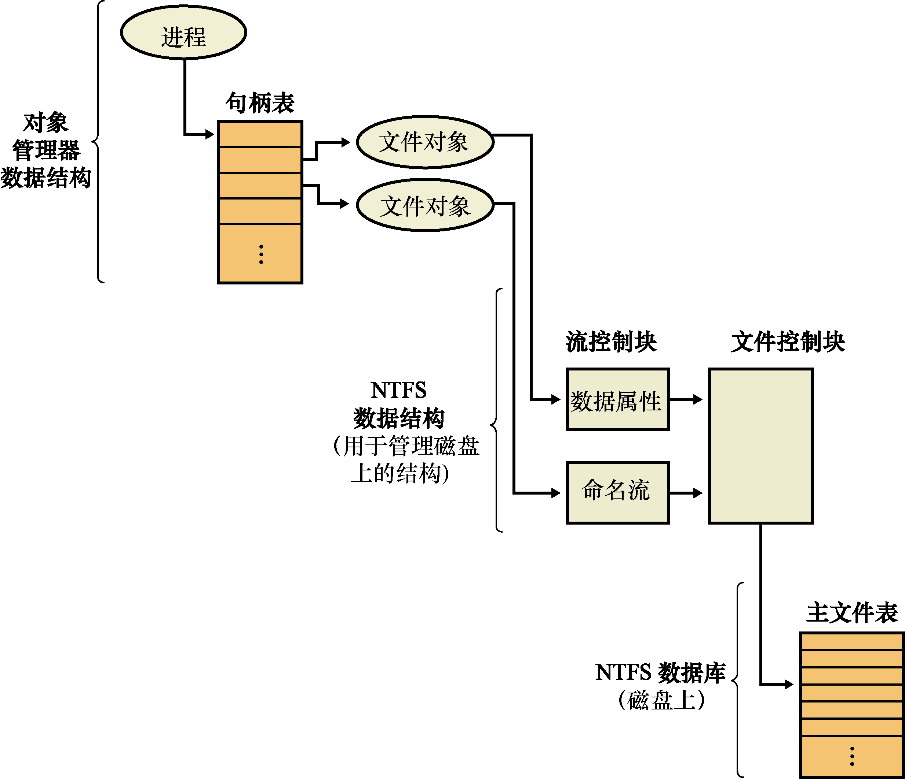 进程
句柄表
对象
管理器
数据结构
文件对象
文件对象
⋮
流控制块
文件控制块
NTFS
数据结构
（用于管理磁盘
上的结构)
数据属性
命名流
主文件表
NTFS 数据库
（磁盘上）
⋮